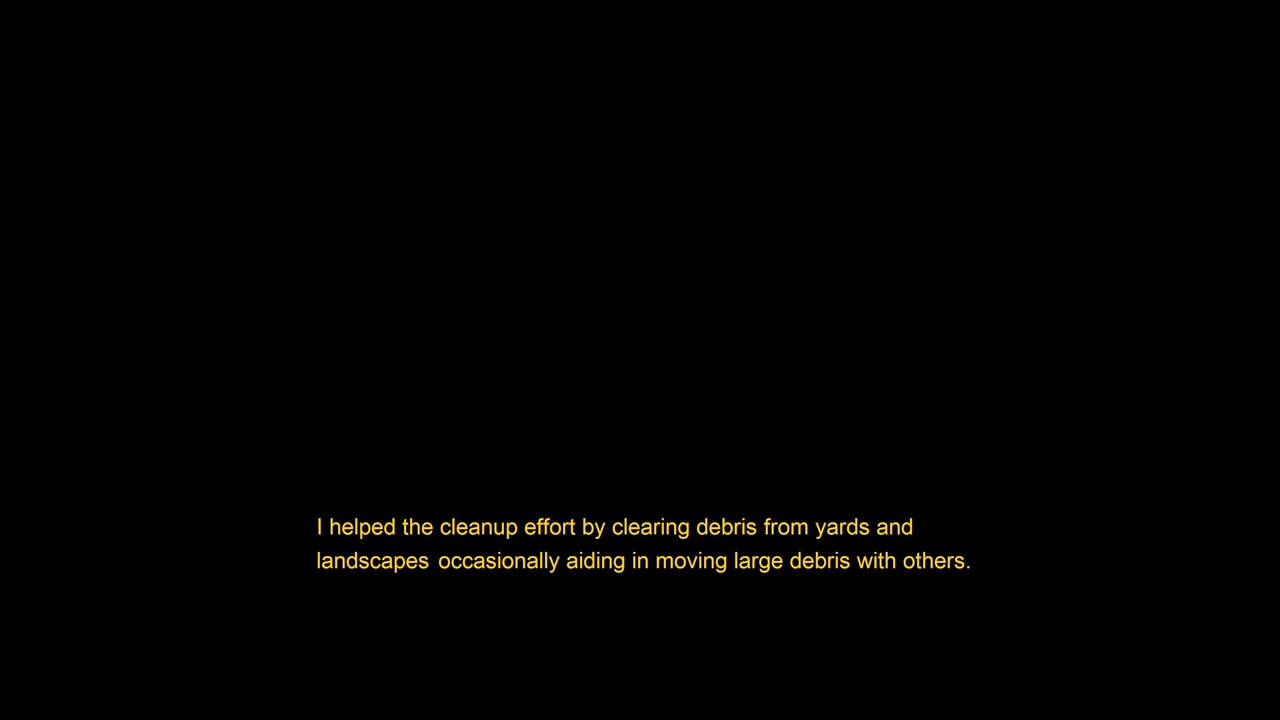 I helped the cleanup effort by clearing debris from yards and
landscapes occasionally aiding in moving large debris with others.